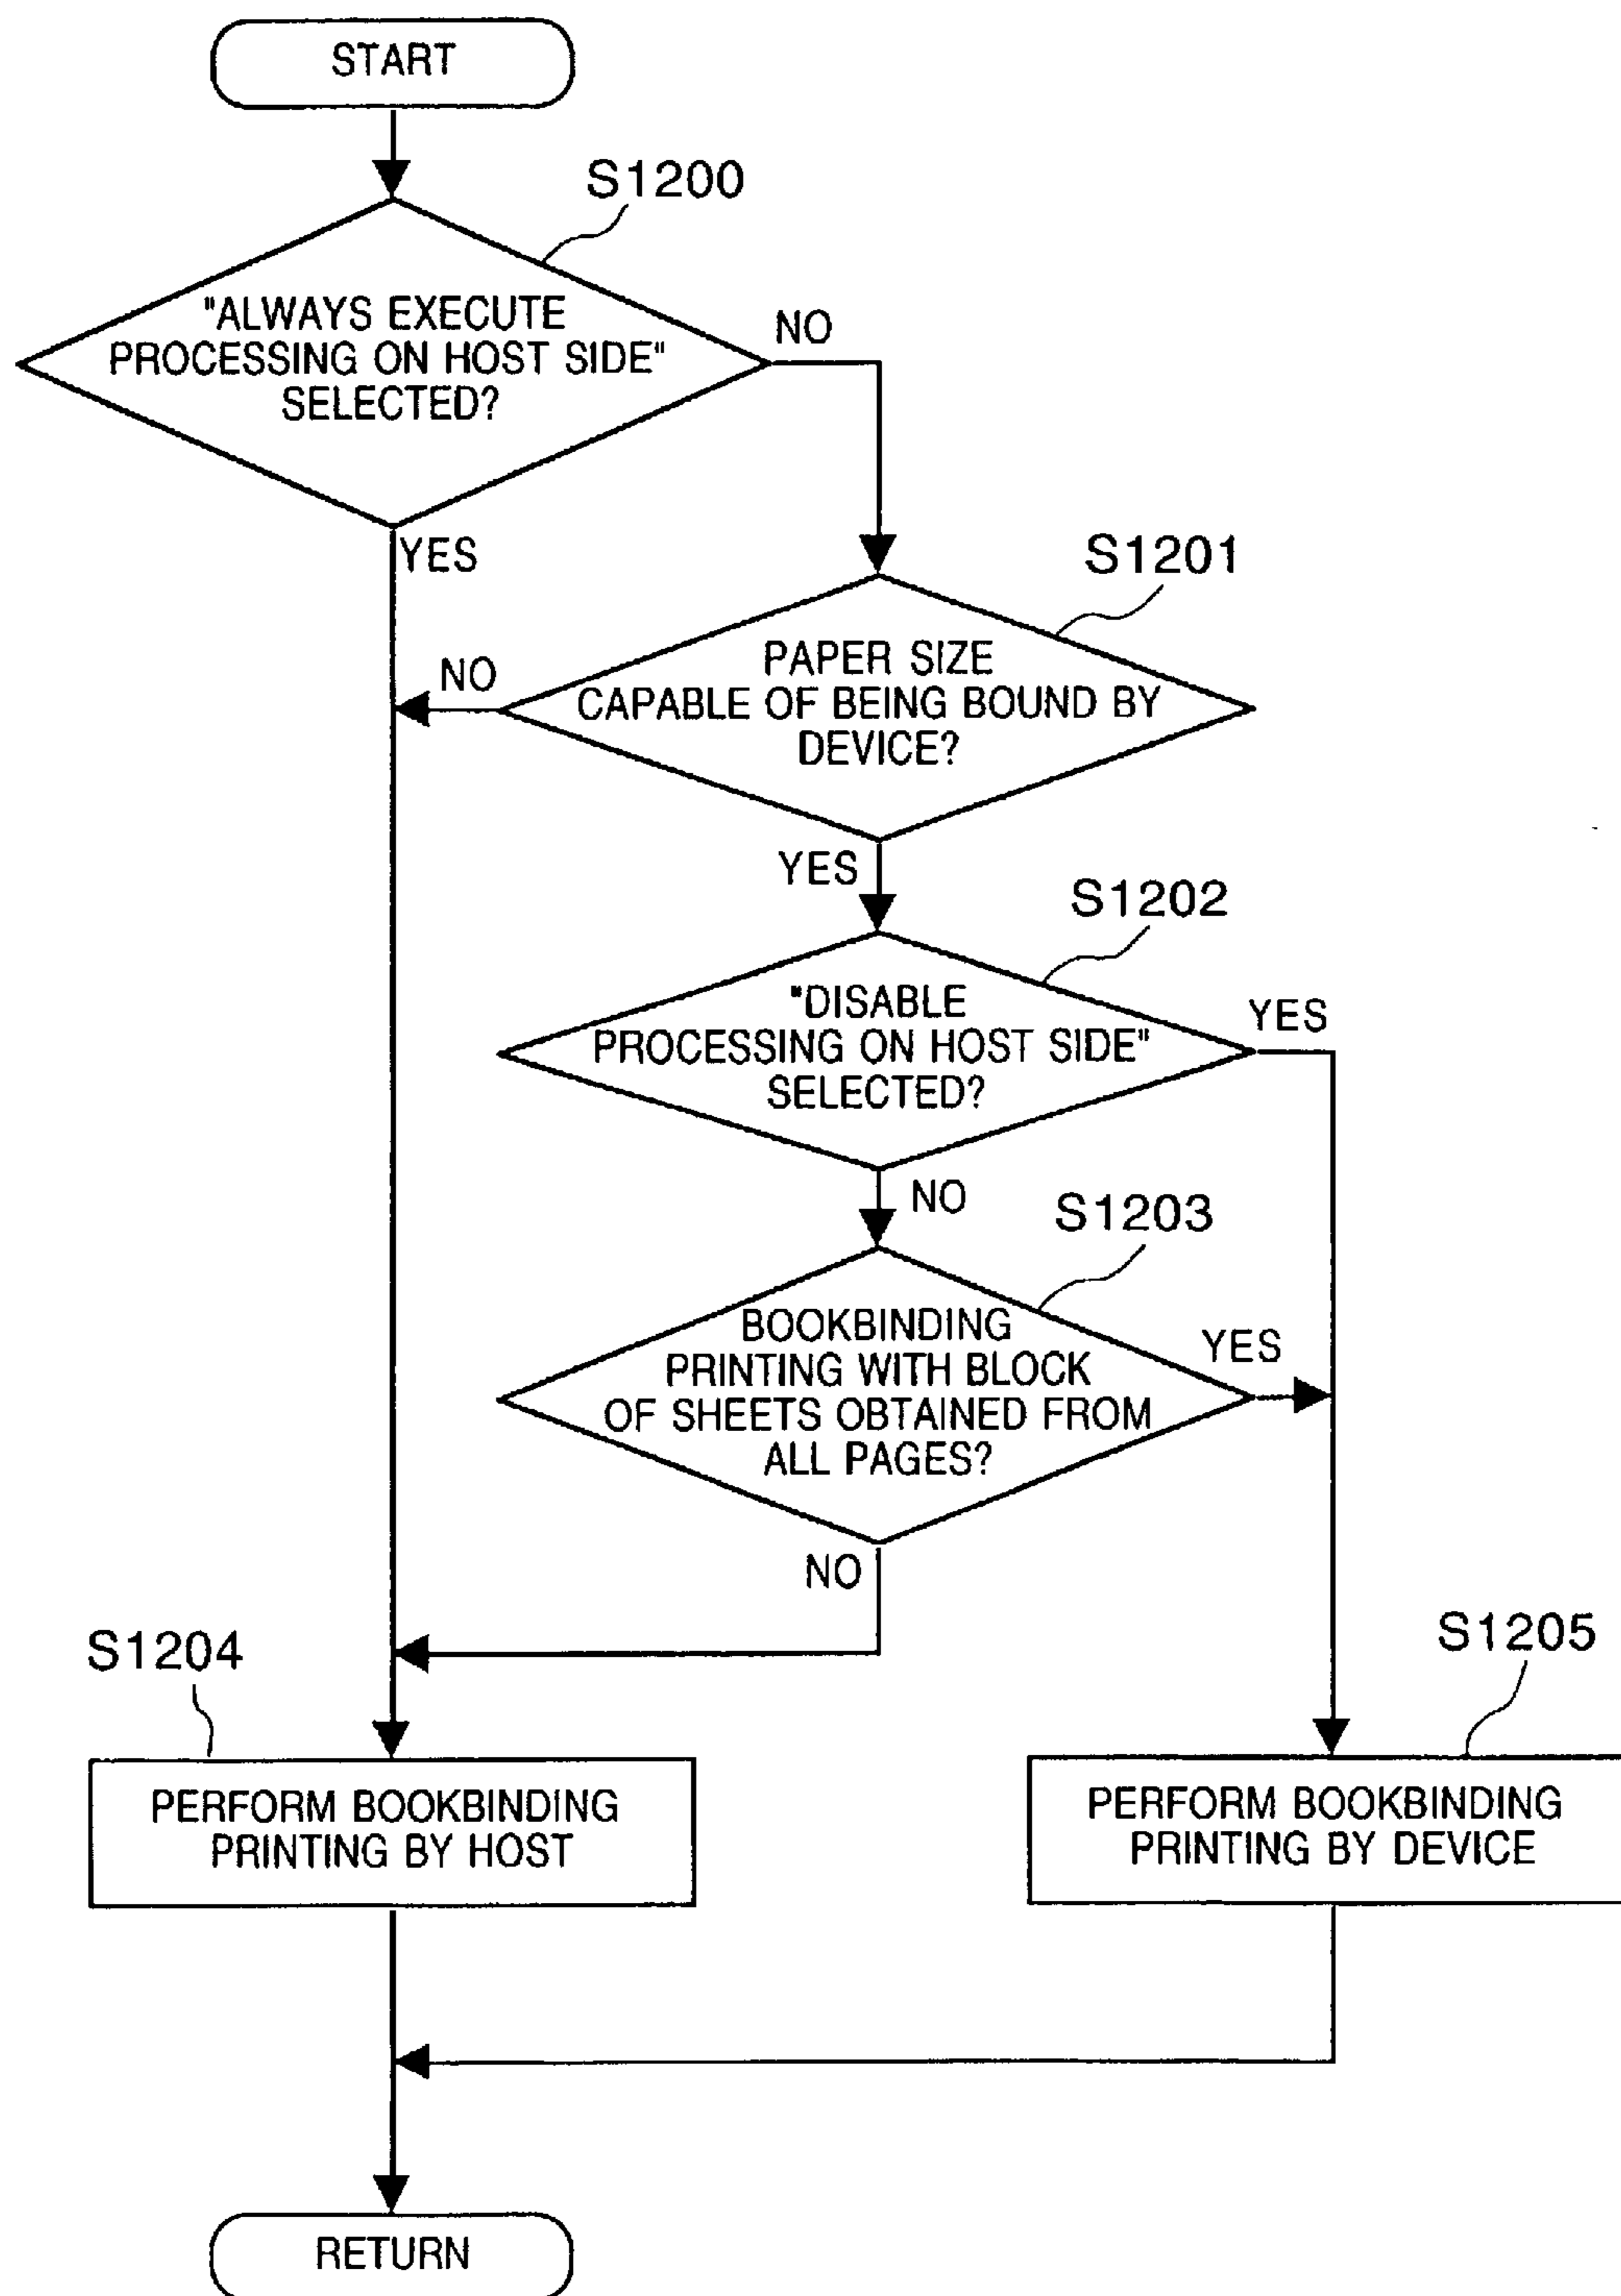 START
S1200
"ALWAYS EXECUTE
PROCESSING ON HOST SIDE"
SELECTED?
NO
YES
S1201
PAPER SIZE
CAPABLE OF BEING BOUND BY
DEVICE?
NO
YES
S1202
"DISABLE
PROCESSING ON HOST SIDE"
SELECTED?
YES
NO
S1203
BOOKBINDING
PRINTING WITH BLOCK
OF SHEETS OBTAINED FROM
ALL PAGES?
YES
NO
S1204
PERFORM BOOKBINDING
PRINTING BY HOST
S1205
PERFORM BOOKBINDING
PRINTING BY DEVICE
RETURN